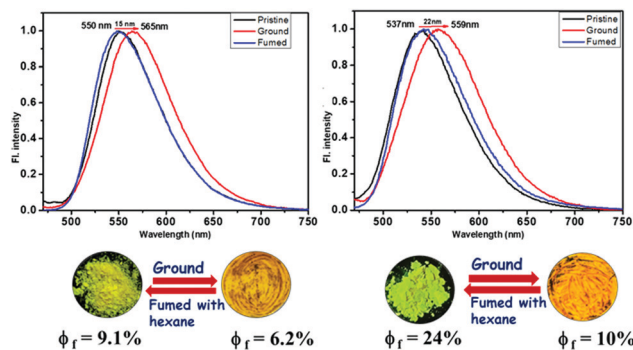 550 nm 15 nm 565nm
Pristine
Ground
Fumed
Fl. intensity
1.0
0.8
0.6
0.4
0.2
0.0
500 550 600 650 700 750
Wavelength (nm)
537nm 22nm 559nm
Pristine
Ground
Fumed
Fl. intensity
1.0
0.8
0.6
0.4
0.2
0.0
500 550 600 650 700 750
Wavelength (nm)
Ground
Fumed with
hexane
ϕf = 9.1% ϕf = 6.2%
Ground
Fumed with
hexane
ϕf = 24% ϕf = 10%